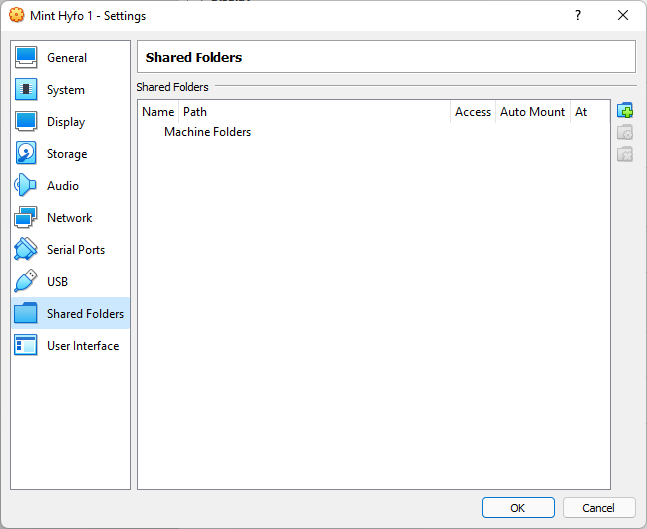 Mint Hyfo 1 - Settings
?
General
System
Display
Storage
Audio
Network
Serial Ports
USB
Shared Folders
User Interface
Shared Folders
Shared Folders
Name Path Access Auto Mount At
Machine Folders
OK Cancel